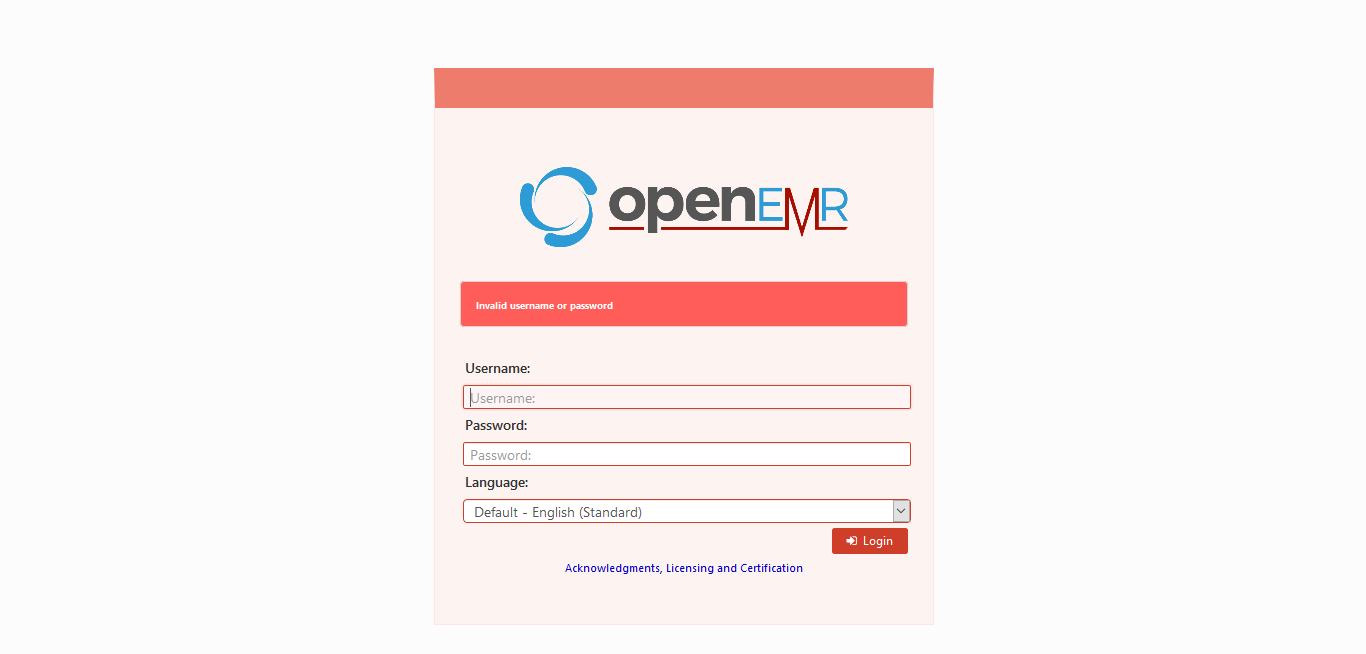 openEMR
Invalid username or password
Username:
Username:
Password:
Password:
Language:
Default - English (Standard)
Login
Acknowledgments, Licensing and Certification